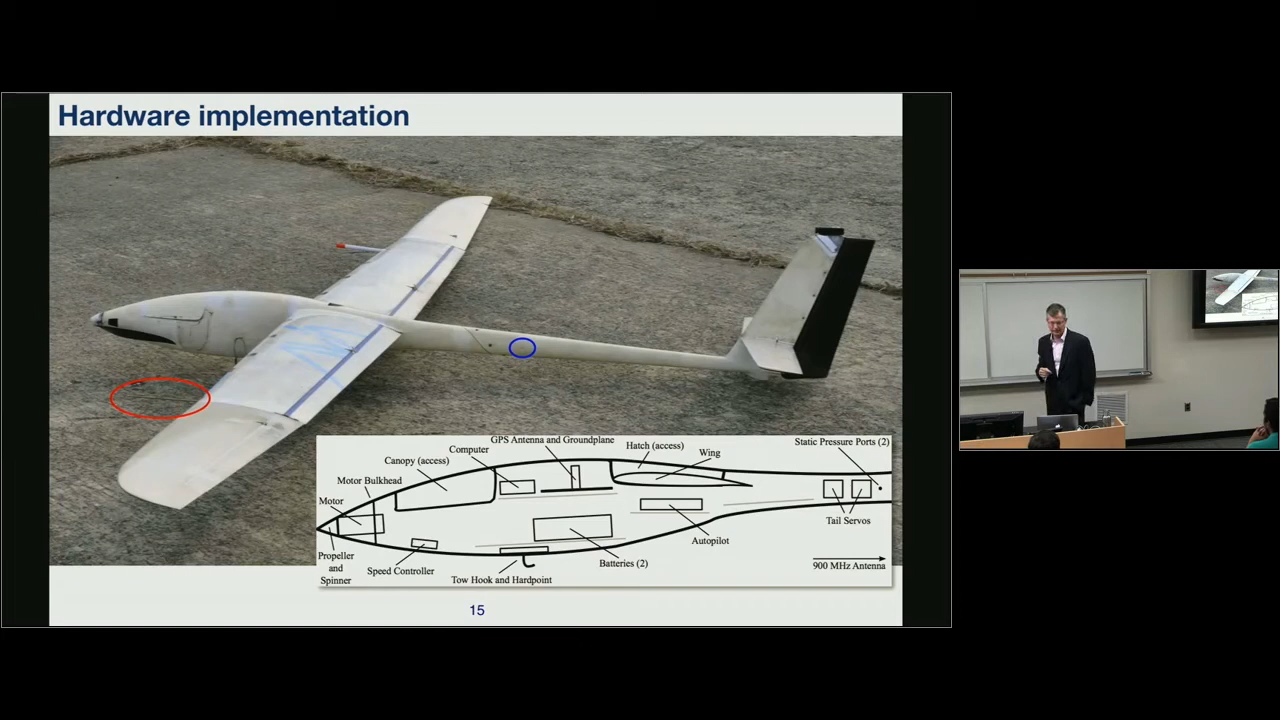 Hardware implementation
GPS Antenna and Groundplane
Computer
Canopy (access)
Motor Bulkhead
Motor
Hatch (access)
Wing
Static Pressure Ports (2)
Tail Servos
Autopilot
Batteries (2)
900 MHz Antenna
Propeller
and
Spinner
Speed Controller
Tow Hook and Hardpoint
15